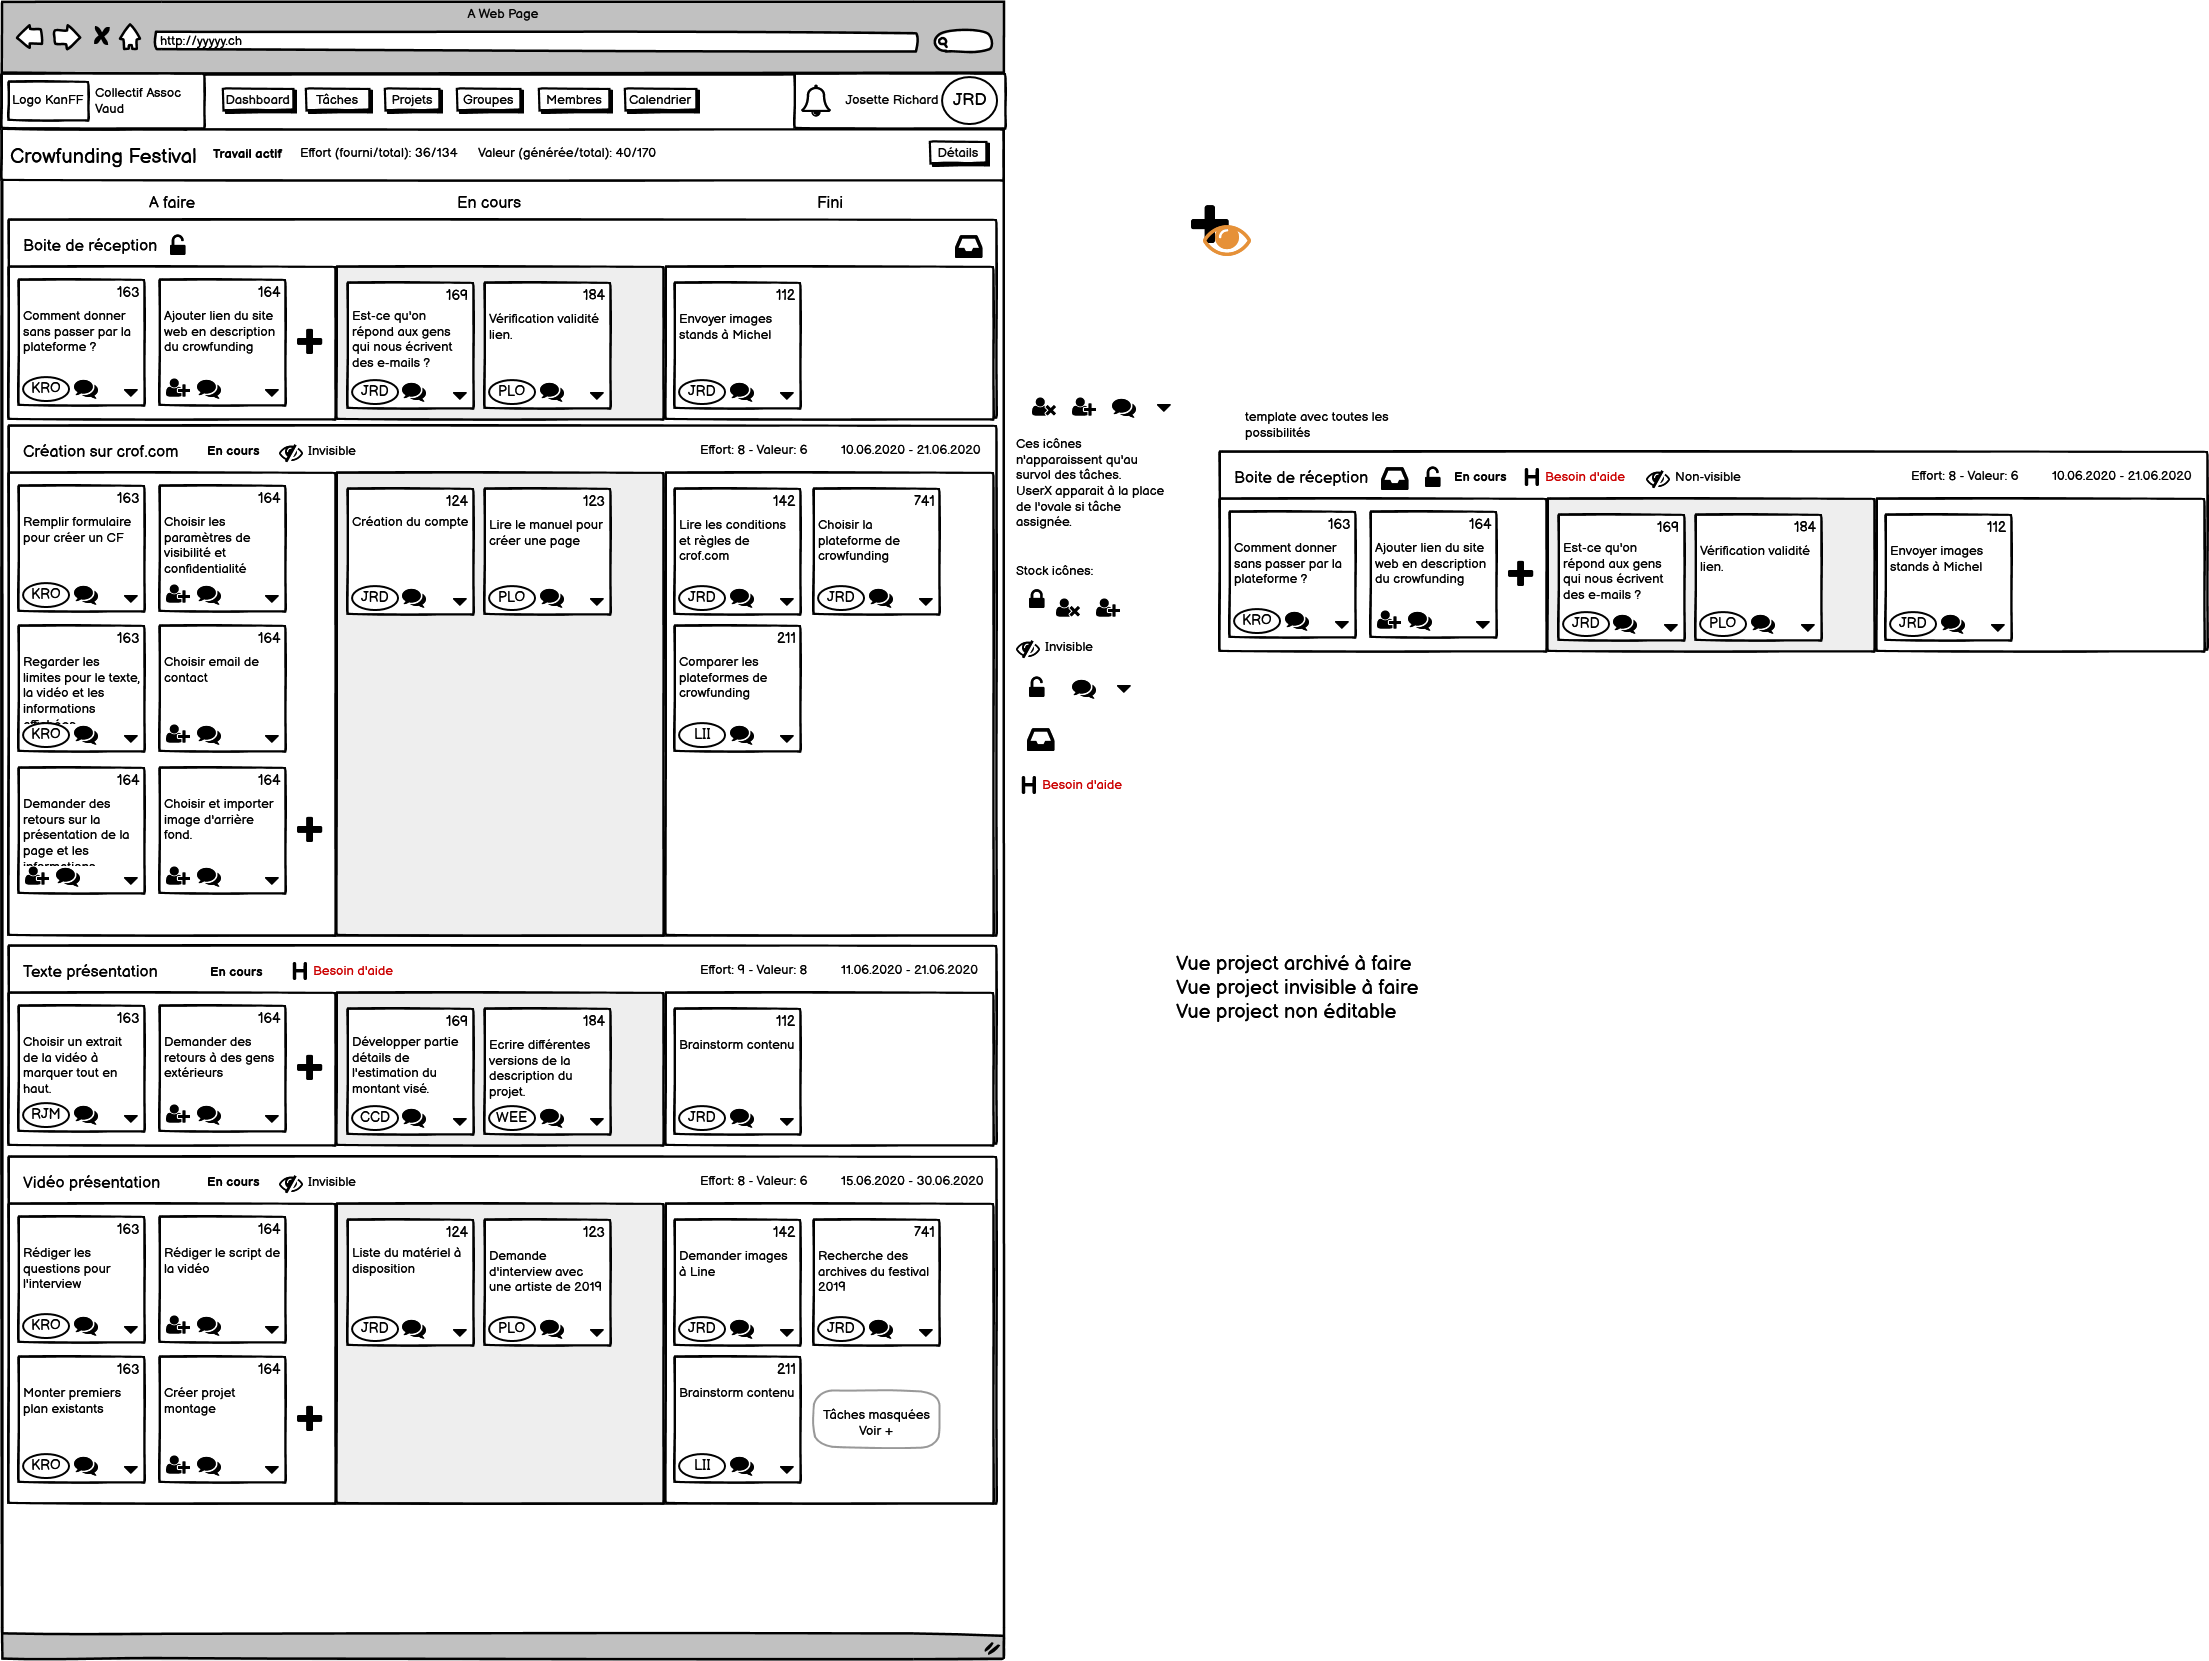 A Web Page
http://yyyyy.ch
Logo KanFF
Collectif Assoc
Vaud
Dashboard
Tâches
Projets
Groupes
Membres
Calendrier
Josette Richard
JRD
Crowfunding Festival
Travail actif
Effort (fourni/total): 36/134
Valeur (générée/total): 40/170
Détails
A faire
En cours
Fini
Boite de réception
163
Comment donner
sans passer par la
plateforme ?
KRO
164
Ajouter lien du site
web en description
du crowfunding
169
Est-ce qu'on
répond aux gens
qui nous écrivent
des e-mails ?
JRD
184
Vérification validité
lien.
PLO
112
Envoyer images
stands à Michel
JRD
Création sur crof.com
En cours
Invisible
Effort: 8 - Valeur: 6
10.06.2020 - 21.06.2020
163
Remplir formulaire
pour créer un CF
KRO
164
Choisir les
paramètres de
visibilité et
confidentialité
124
Création du compte
JRD
123
Lire le manuel pour
créer une page
PLO
142
Lire les conditions
et règles de
crof.com
JRD
741
Choisir la
plateforme de
crowfunding
JRD
163
Regarder les
limites pour le texte,
la vidéo et les
informations
KRO
164
Choisir email de
contact
211
Comparer les
plateformes de
crowfunding
LII
164
Demander des
retours sur la
présentation de la
page et les
informations
164
Choisir et importer
image d'arrière
fond.
Texte présentation
En cours
H Besoin d'aide
Effort: 9 - Valeur: 8
11.06.2020 - 21.06.2020
163
Choisir un extrait
de la vidéo à
marquer tout en
haut.
RJM
164
Demander des
retours à des gens
extérieurs
169
Développer partie
détails de
l'estimation du
montant visé.
CCD
184
Ecrire différentes
versions de la
description du
projet.
WEE
112
Brainstorm contenu
JRD
Vidéo présentation
En cours
Invisible
Effort: 8 - Valeur: 6
15.06.2020 - 30.06.2020
163
Rédiger les
questions pour
l'interview
KRO
164
Rédiger le script de
la vidéo
124
Liste du matériel à
disposition
JRD
123
Demande
d'interview avec
une artiste de 2019
PLO
142
Demander images
à Line
JRD
741
Recherche des
archives du festival
2019
JRD
163
Monter premiers
plan existants
KRO
164
Créer projet
montage
211
Brainstorm contenu
LII
Tâches masquées
Voir +
Ces icônes
n'apparaissent qu'au
survol des tâches.
UserX apparait à la place
de l'ovale si tâche
assignée.
Stock icônes:
Invisible
H Besoin d'aide
template avec toutes les
possibilités
Boite de réception
En cours
H Besoin d'aide
Non-visible
Effort: 8 - Valeur: 6
10.06.2020 - 21.06.2020
163
Comment donner
sans passer par la
plateforme ?
KRO
164
Ajouter lien du site
web en description
du crowfunding
169
Est-ce qu'on
répond aux gens
qui nous écrivent
des e-mails ?
JRD
184
Vérification validité
lien.
PLO
112
Envoyer images
stands à Michel
JRD
Vue project archivé à faire
Vue project invisible à faire
Vue project non éditable